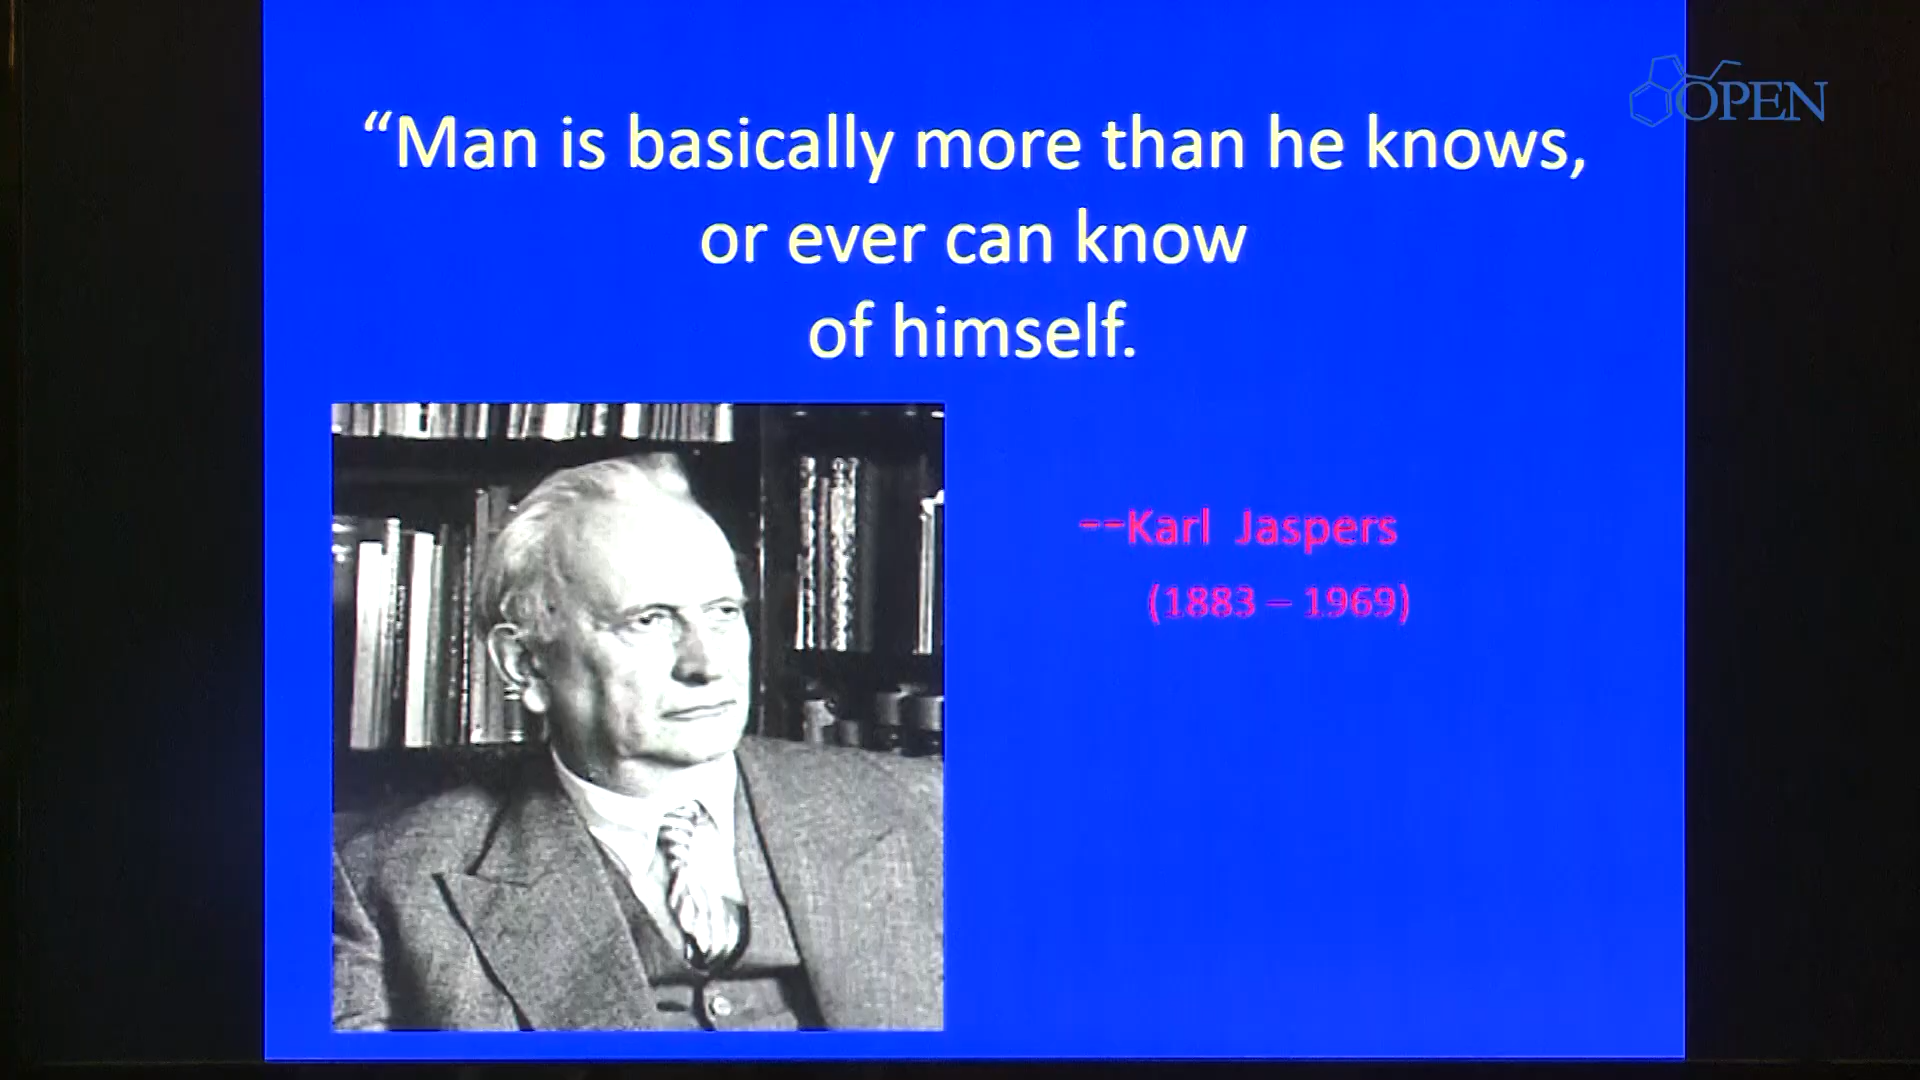 OPEN
“Man is basically more than he knows,
or ever can know
of himself.
--Karl Jaspers
(1883 – 1969)